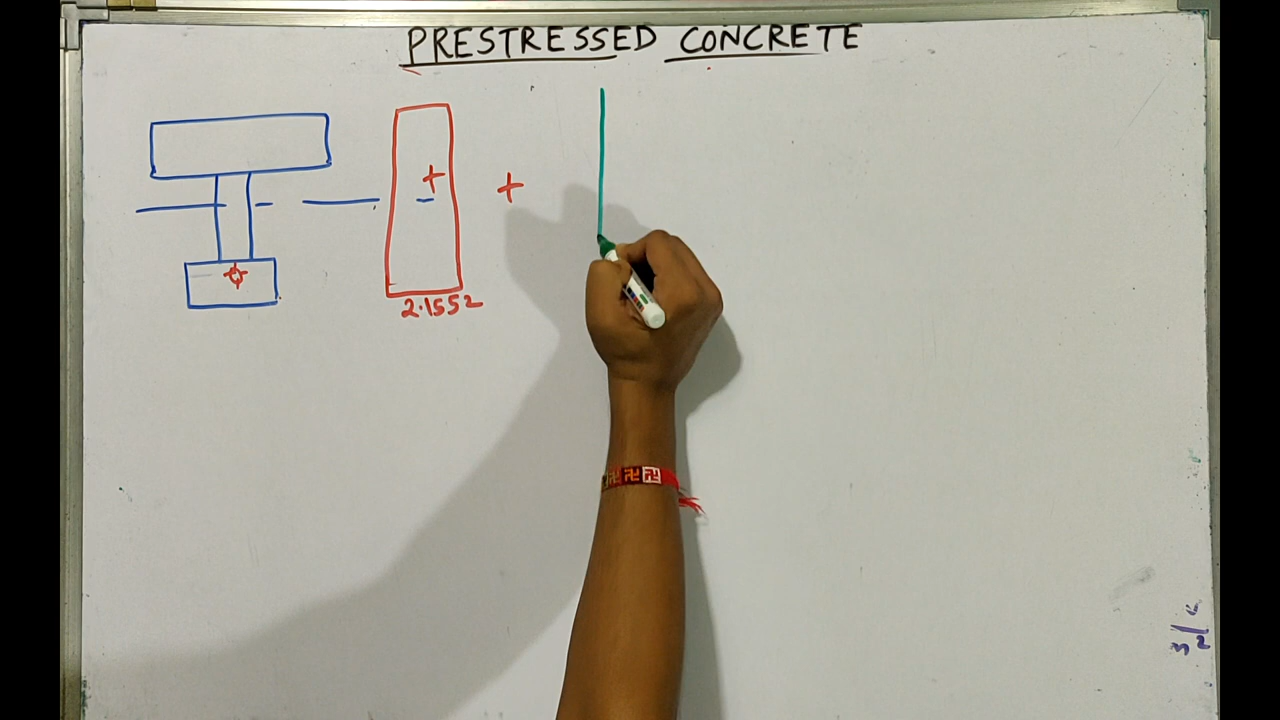 PRESTRESSED CONCRETE
+ +
-
2.1552